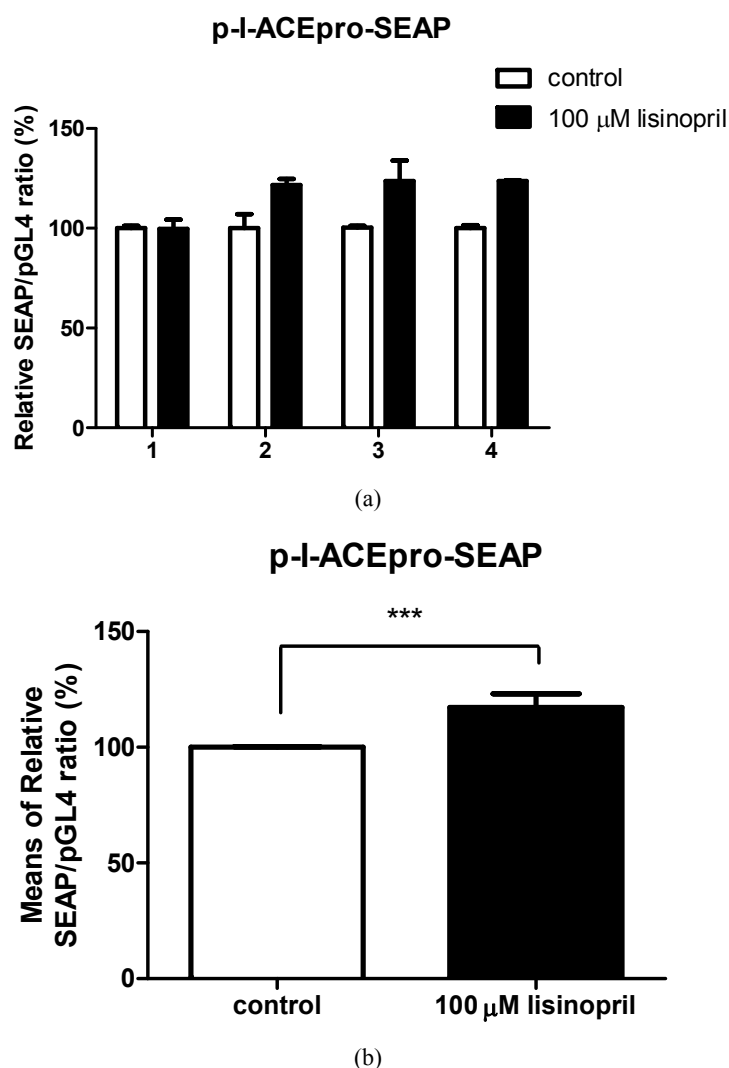 p-I-ACEpro-SEAP
control
100 μM lisinopril
Relative SEAP/pGL4 ratio (%)
150
100
50
0
1 2 3 4
(a)
p-I-ACEpro-SEAP
***
Means of Relative
SEAP/pGL4 ratio (%)
150
100
50
0
control 100 μM lisinopril
(b)